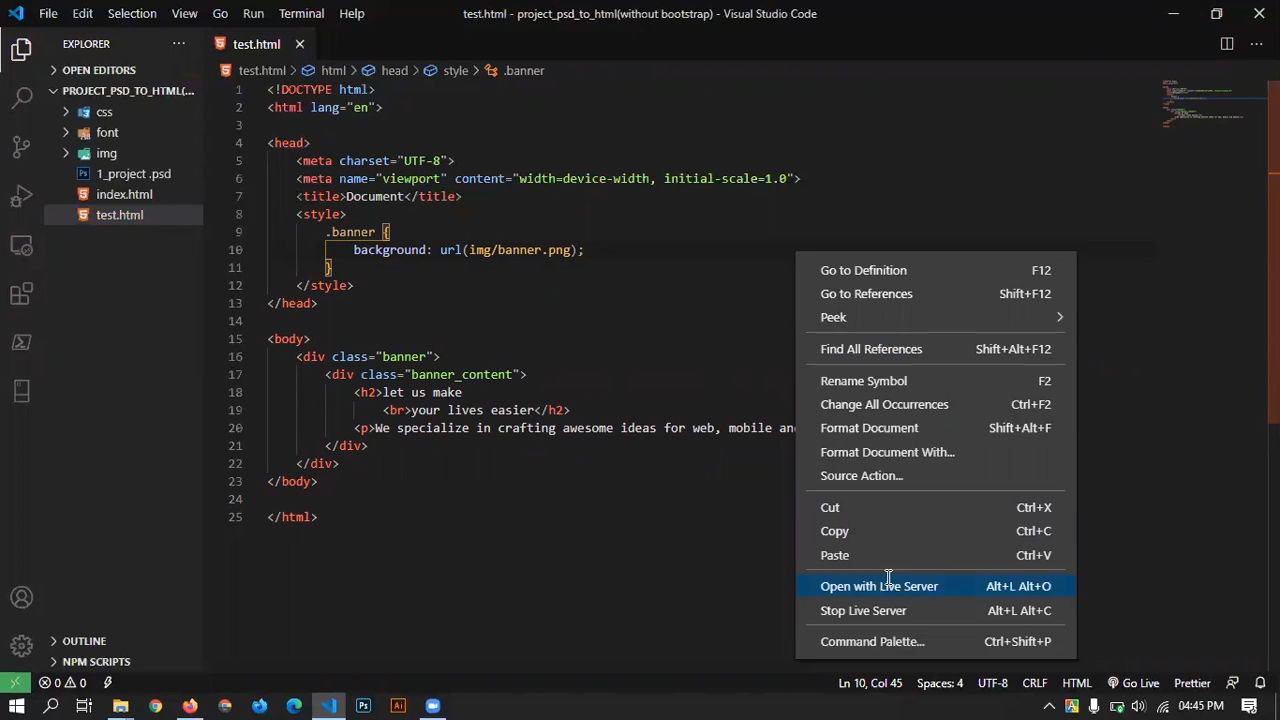 File Edit Selection View Go Run Terminal Help test.html - project_psd_to_html(without bootstrap) - Visual Studio Code
EXPLORER ···
test.html
OPEN EDITORS
test.html > html > head > style > .banner
PROJECT_PSD_TO_HTML(...
css
font
img
1_project .psd
index.html
test.html
1 <!DOCTYPE html>
2 <html lang="en">
3
4 <head>
5 <meta charset="UTF-8">
6 <meta name="viewport" content="width=device-width, initial-scale=1.0">
7 <title>Document</title>
8 <style>
9 .banner {
10 background: url(img/banner.png);
11 }
12 </style>
13 </head>
14
15 <body>
16 <div class="banner">
17 <div class="banner_content">
18 <h2>let us make
19 <br>your lives easier</h2>
20 <p>We specialize in crafting awesome ideas for web, mobile an
21 </div>
22 </div>
23 </body>
24
25 </html>
Go to Definition F12
Go to References Shift+F12
Peek >
Find All References Shift+Alt+F12
Rename Symbol F2
Change All Occurrences Ctrl+F2
Format Document Shift+Alt+F
Format Document With...
Source Action...
Cut Ctrl+X
Copy Ctrl+C
Paste Ctrl+V
Open with Live Server Alt+L Alt+O
Stop Live Server Alt+L Alt+C
Command Palette... Ctrl+Shift+P
OUTLINE
NPM SCRIPTS
0 0 Ln 10, Col 45 Spaces: 4 UTF-8 CRLF HTML Go Live Prettier
Ps Ai 04:45 PM